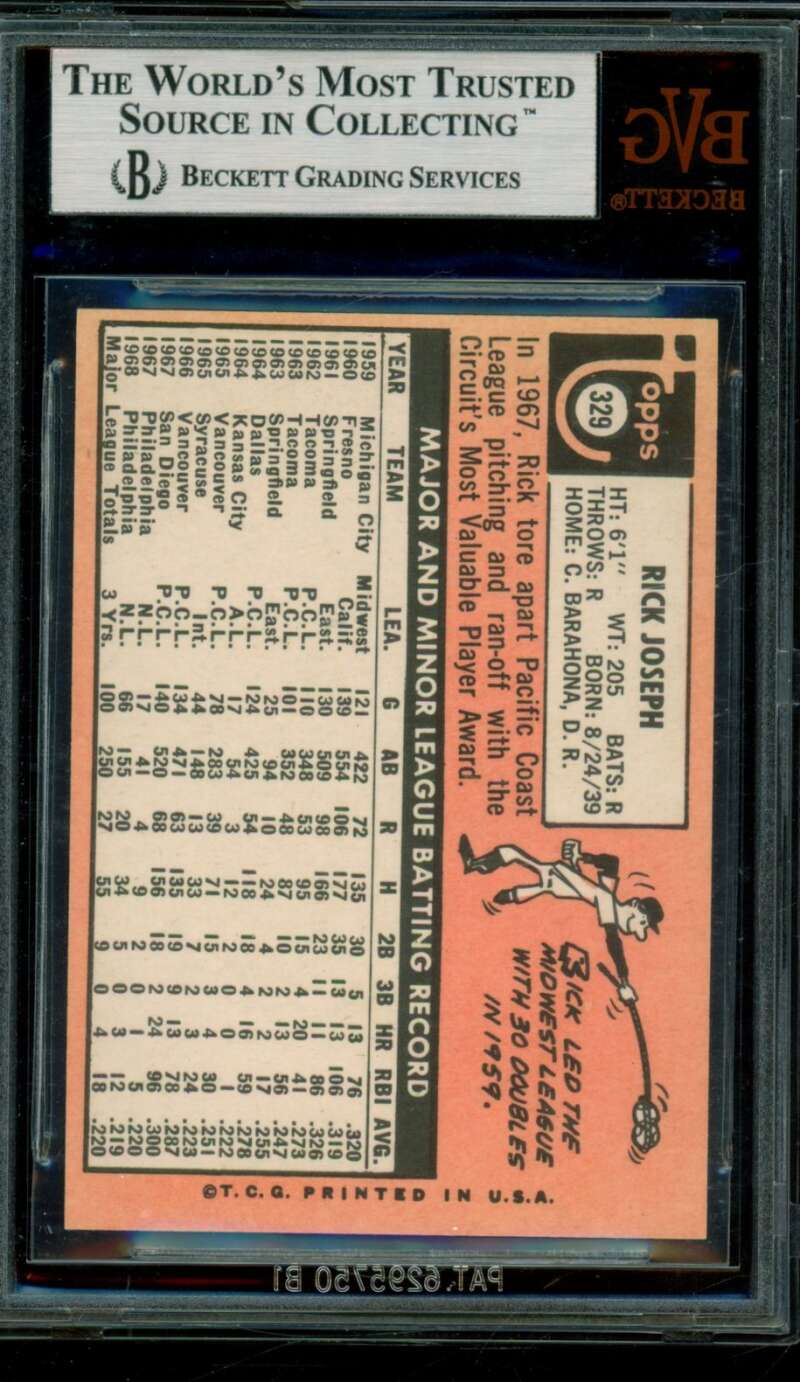 THE WORLD'S MOST TRUSTED
SOURCE IN COLLECTING™
B BECKETT GRADING SERVICES
BVG
BECKETT®
Topps
329
RICK JOSEPH
HT: 6'1" WT: 205 BATS: R
THROWS: R BORN: 8/24/39
HOME: C. BARAHONA, D. R.
In 1967, Rick tore apart Pacific Coast
League pitching and ran-off with the
Circuit's Most Valuable Player Award.
RICK LED THE
MIDWEST LEAGUE
WITH 30 DOUBLES
IN 1959.
MAJOR AND MINOR LEAGUE BATTING RECORD
YEAR TEAM LEA. G AB R H 2B 3B HR RBI AVG.
1959 Michigan City Midwest 121 422 72 135 30 5 13 76 .320
1960 Fresno Calif. 139 554 106 177 35 11 13 106 .319
1961 Springfield East. 130 509 98 166 23 11 11 86 .326
1962 Tacoma P.C.L. 110 348 53 95 15 4 20 41 .273
1963 Tacoma P.C.L. 101 352 48 87 10 2 13 56 .247
1963 Springfield East. 25 94 10 24 4 2 2 17 .255
1964 Dallas P.C.L. 124 425 54 118 18 4 16 59 .278
1964 Kansas City A.L. 17 54 3 12 2 0 0 1 .222
1965 Vancouver P.C.L. 78 283 39 71 15 3 4 30 .251
1965 Syracuse Int. 44 148 13 33 7 2 3 24 .223
1966 Vancouver P.C.L. 134 471 63 135 19 9 13 78 .287
1967 San Diego P.C.L. 140 520 68 156 18 2 24 96 .300
1967 Philadelphia N.L. 17 41 4 9 2 0 1 5 .220
1968 Philadelphia N.L. 66 155 20 34 5 0 3 12 .219
Major League Totals 3 Yrs. 100 250 27 55 9 0 4 18 .220
©T.C.G. PRINTED IN U.S.A.
PAT. 6295750 B1